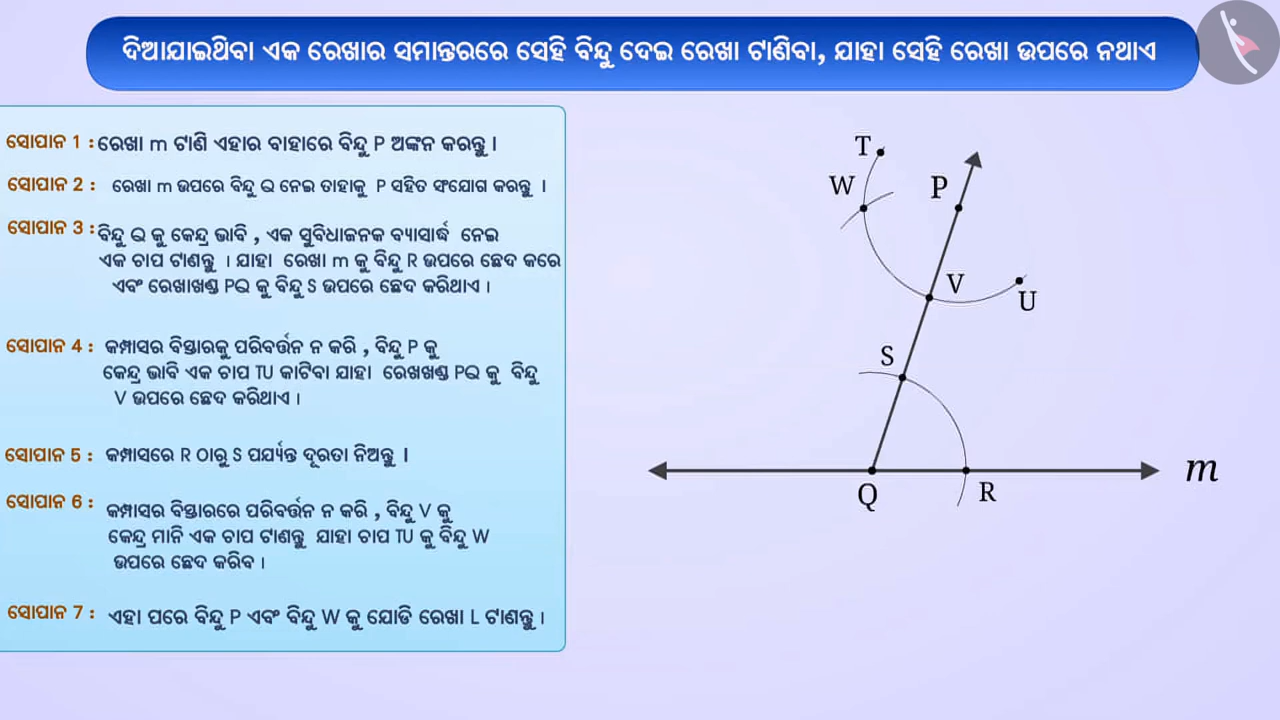 ଦିଆଯାଇଥିବା ଏକ ରେଖାର ସମାନ୍ତରରେ ସେହି ବିନ୍ଦୁ ଦେଇ ରେଖା ଟାଣିବା, ଯାହା ସେହି ରେଖା ଉପରେ ନଥାଏ
ସୋପାନ 1 : ରେଖା m ଟାଣି ଏହାର ବାହାରେ ବିନ୍ଦୁ P ଅଙ୍କନ କରନ୍ତୁ ।
ସୋପାନ 2 : ରେଖା m ଉପରେ ବିନ୍ଦୁ ଇ ନେଇ ତାହାକୁ P ସହିତ ସଂଯୋଗ କରନ୍ତୁ ।
ସୋପାନ 3 : ବିନ୍ଦୁ ଇ କୁ କେନ୍ଦ୍ର ଭାବି , ଏକ ସୁବିଧାଜନକ ବ୍ୟାସାର୍ଦ୍ଧ ନେଇ
ଏକ ଚାପ ଟାଣନ୍ତୁ । ଯାହା ରେଖା m କୁ ବିନ୍ଦୁ R ଉପରେ ଛେଦ କରେ
ଏବଂ ରେଖାଖଣ୍ଡ Pଇ କୁ ବିନ୍ଦୁ S ଉପରେ ଛେଦ କରିଥାଏ ।
ସୋପାନ 4 : କମ୍ପାସର ବିସ୍ତାରକୁ ପରିବର୍ତ୍ତନ ନ କରି , ବିନ୍ଦୁ P କୁ
କେନ୍ଦ୍ର ଭାବି ଏକ ଚାପ TU କାଟିବା ଯାହା ରେଖଖଣ୍ଡ Pଇ କୁ ବିନ୍ଦୁ
V ଉପରେ ଛେଦ କରିଥାଏ ।
ସୋପାନ 5 : କମ୍ପାସରେ R ଠାରୁ S ପର୍ଯ୍ୟନ୍ତ ଦୂରତା ନିଅନ୍ତୁ ।
ସୋପାନ 6 : କମ୍ପାସର ବିସ୍ତାରରେ ପରିବର୍ତ୍ତନ ନ କରି , ବିନ୍ଦୁ V କୁ
କେନ୍ଦ୍ର ମାନି ଏକ ଚାପ ଟାଣନ୍ତୁ ଯାହା ଚାପ TU କୁ ବିନ୍ଦୁ W
ଉପରେ ଛେଦ କରିବ ।
ସୋପାନ 7 : ଏହା ପରେ ବିନ୍ଦୁ P ଏବଂ ବିନ୍ଦୁ W କୁ ଯୋଡି ରେଖା L ଟାଣନ୍ତୁ ।
T
W
P
V
U
S
m
Q
R